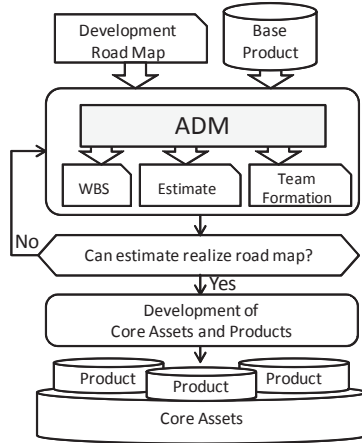 Development
Road Map
Base
Product
ADM
WBS
Estimate
Team
Formation
No
Can estimate realize road map?
Yes
Development of
Core Assets and Products
Product
Product
Product
Core Assets